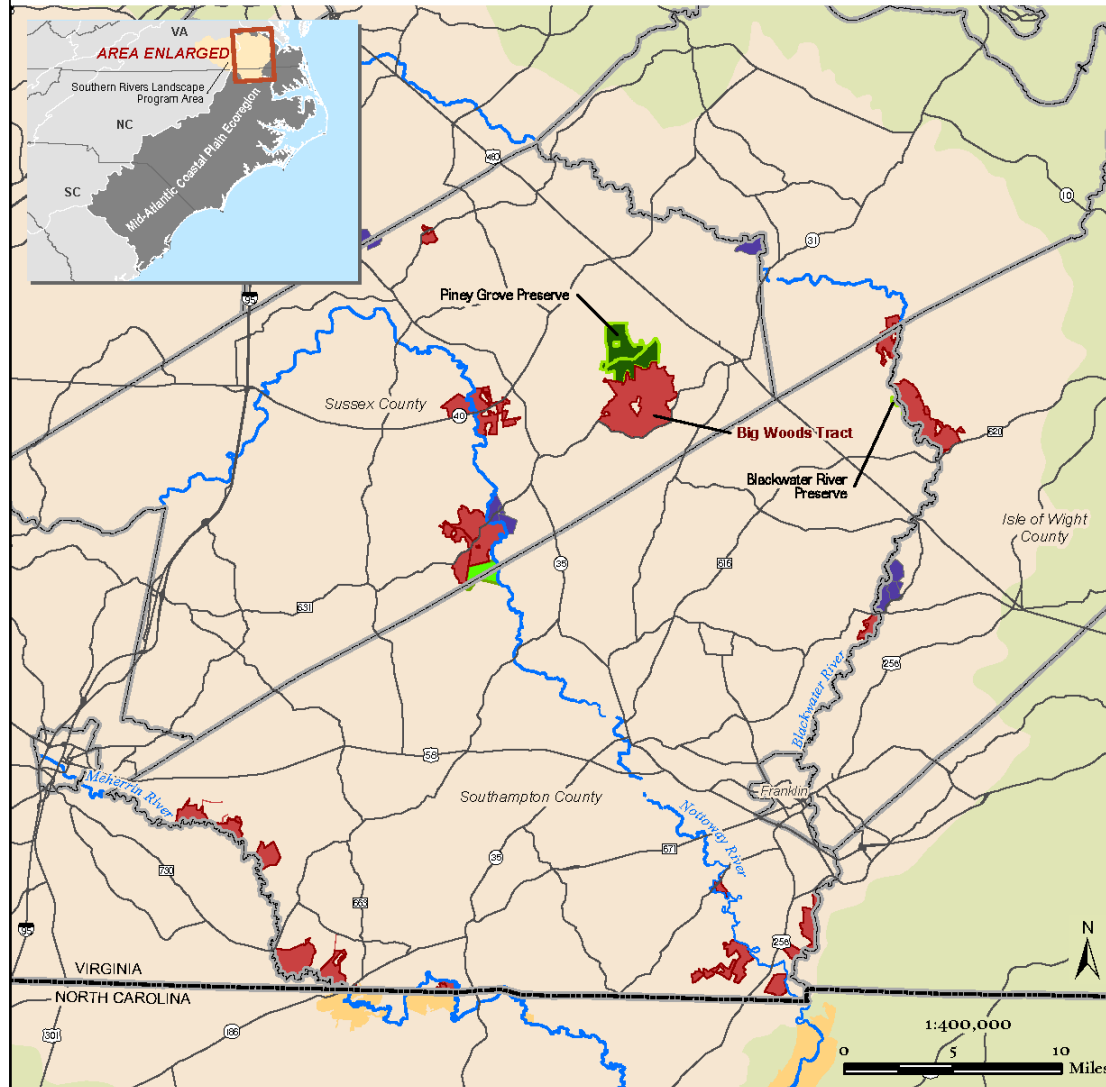 VA
AREA ENLARGED
Southern Rivers Landscape
Program Area
NC
SC
Mid-Atlantic Coastal Plain Ecoregion
95
460
10
31
Piney Grove Preserve
Sussex County
40
Big Woods Tract
620
Blackwater River
Preserve
Isle of Wight
County
35
616
631
258
Blackwater River
58
Meherrin River
Southampton County
Franklin
Nottoway River
35
671
730
653
95
258
N
VIRGINIA
NORTH CAROLINA
186
301
1:400,000
0
5
10
Miles